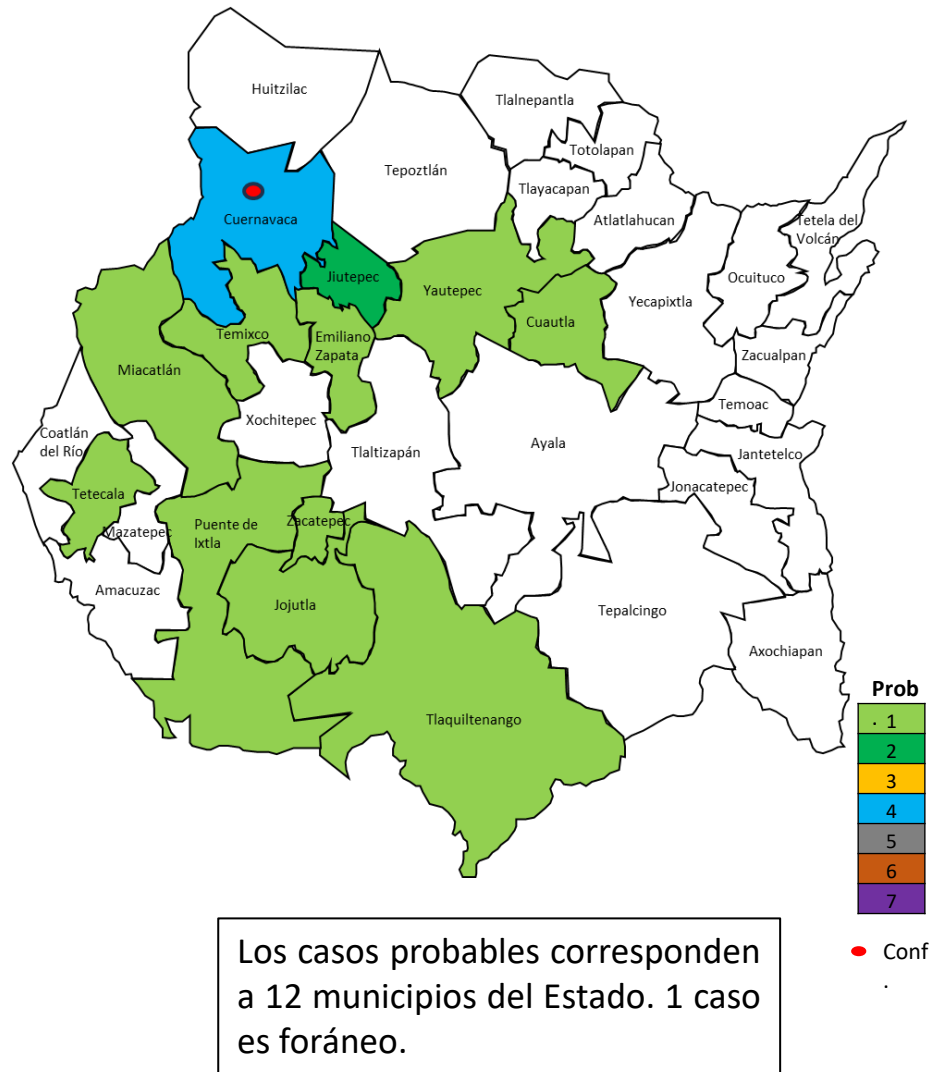 Huitzilac
Tlalnepantla
Totolapan
Tepoztlán
Tlayacapan
Atlatlahucan
Tetela del
Volcán
Cuernavaca
Jiutepec
Yautepec
Ocuituco
Yecapixtla
Cuautla
Temixco
Emiliano
Zapata
Zacualpan
Miacatlán
Temoac
Xochitepec
Coatlán
del Río
Ayala
Tlaltizapán
Jantetelco
Jonacatepec
Tetecala
Puente de
Ixtla
Zacatepec
Mazatepec
Amacuzac
Jojutla
Tepalcingo
Axochiapan
Tlaquiltenango
Prob
. 1
2
3
4
5
6
7
Conf
.
Los casos probables corresponden
a 12 municipios del Estado. 1 caso
es foráneo.